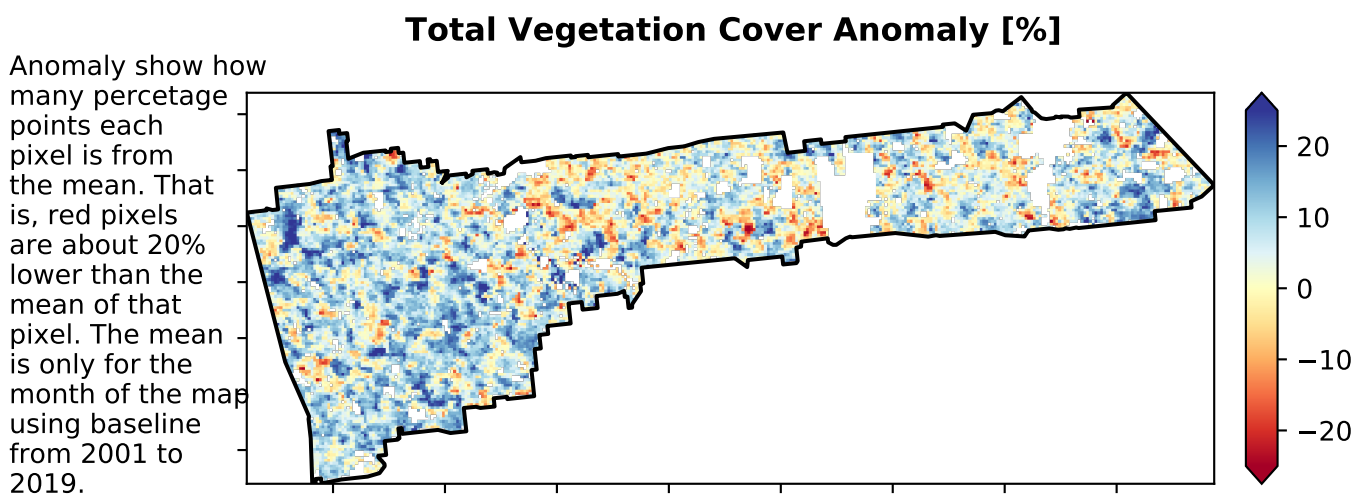 Total Vegetation Cover Anomaly [%]
Anomaly show how
many percetage
points each
pixel is from
the mean. That
is, red pixels
are about 20%
lower than the
mean of that
pixel. The mean
is only for the
month of the map
using baseline
from 2001 to
2019.
20
10
0
−10
−20